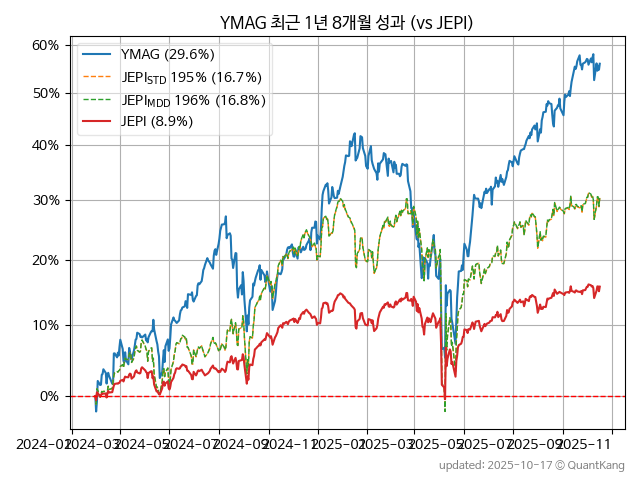 YMAG 최근 1년 8개월 성과 (vs JEPI)
YMAG (29.6%)
JEPISTD 195% (16.7%)
JEPIMDD 196% (16.8%)
JEPI (8.9%)
60%
50%
40%
30%
20%
10%
0%
2024-01 2024-03 2024-05 2024-07 2024-09 2024-11 2025-01 2025-03 2025-05 2025-07 2025-09 2025-11
updated: 2025-10-17 © QuantKang